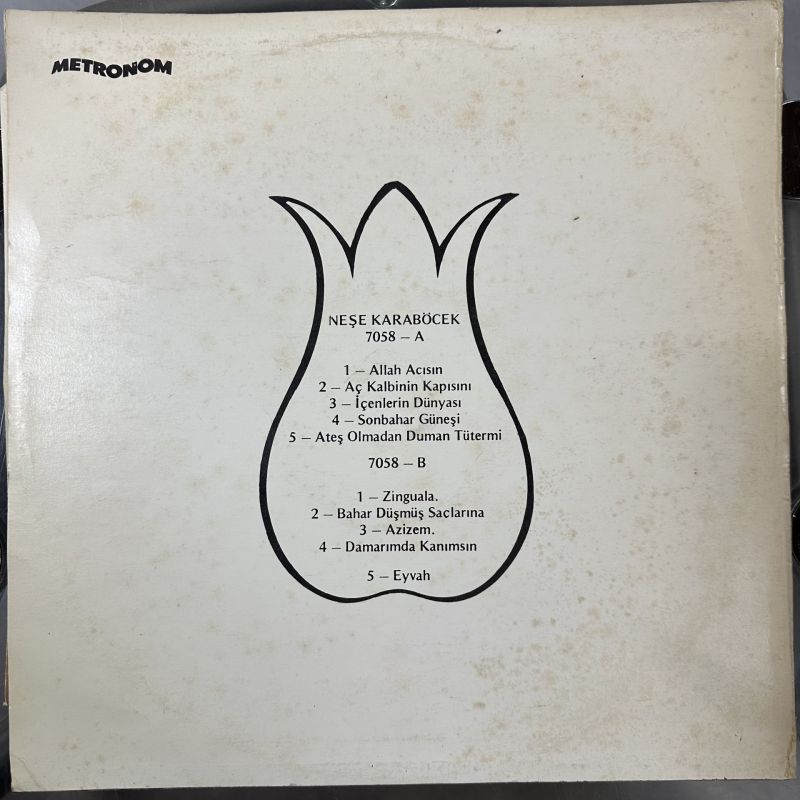 METRONOM
NEŞE KARABÖCEK
7058 – A
1 – Allah Acısın
2 – Aç Kalbinin Kapısını
3 – İçenlerin Dünyası
4 – Sonbahar Güneşi
5 – Ateş Olmadan Duman Tütermi
7058 – B
1 – Zinguala.
2 – Bahar Düşmüş Saçlarına
3 – Azizem.
4 – Damarımda Kanımsın
5 – Eyvah